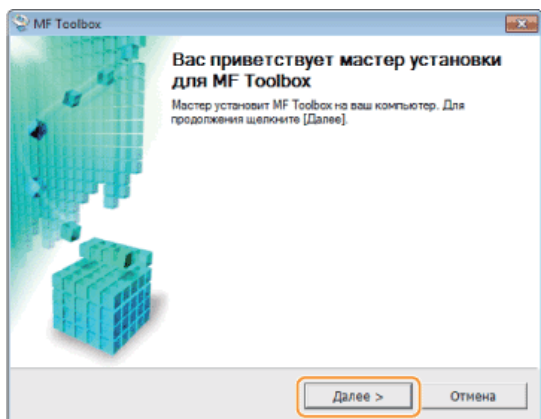 MF Toolbox
Вас приветствует мастер установки
для MF Toolbox
Мастер установит MF Toolbox на ваш компьютер. Для
продолжения щелкните [Далее].
Далее >
Отмена